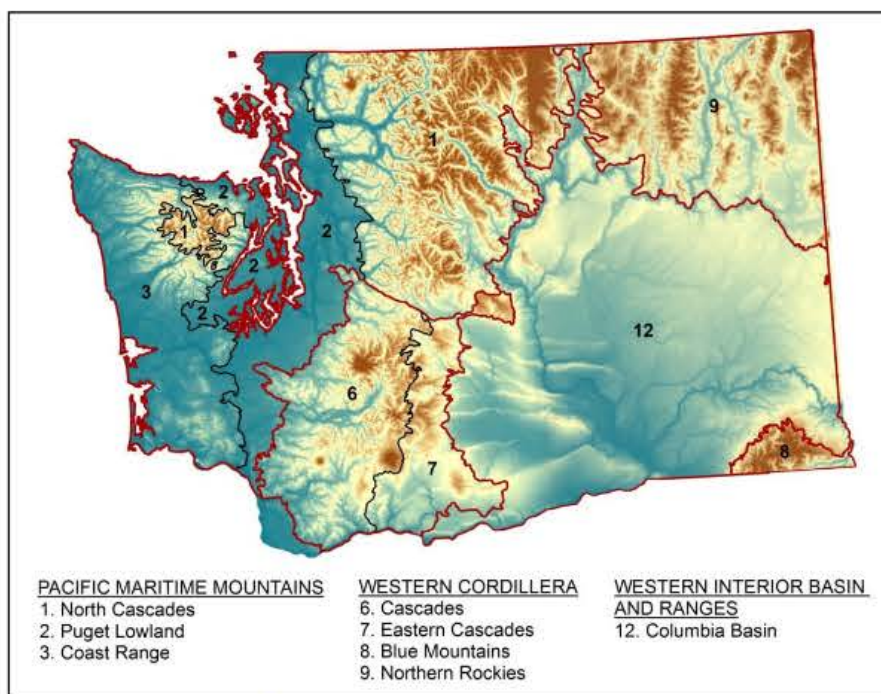 9
1
2
1
2
2
3
2
12
6
7
8
PACIFIC MARITIME MOUNTAINS
1. North Cascades
2. Puget Lowland
3. Coast Range
WESTERN CORDILLERA
6. Cascades
7. Eastern Cascades
8. Blue Mountains
9. Northern Rockies
WESTERN INTERIOR BASIN
AND RANGES
12. Columbia Basin